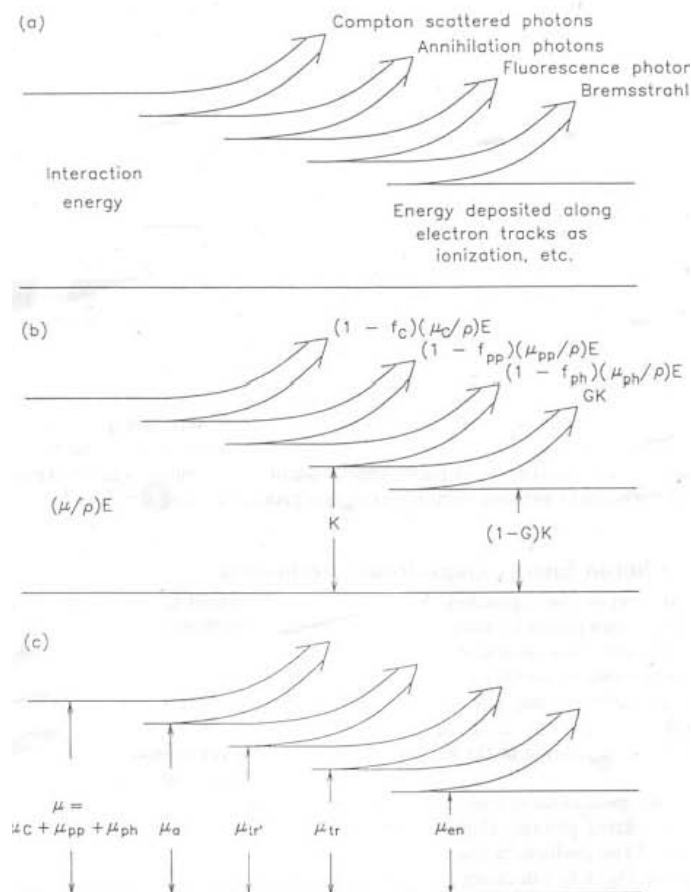 (a)
Compton scattered photons
Annihilation photons
Fluorescence photon
Bremsstrahl
Interaction
energy
Energy deposited along
electron tracks as
ionization, etc.
(b)
(1 − f_C)(μ_C/ρ)E
(1 − f_pp)(μ_pp/ρ)E
(1 − f_ph)(μ_ph/ρ)E
GK
(μ/ρ)E
K
(1-G)K
(c)
μ =
μ_C + μ_pp + μ_ph
μ_a
μ_tr'
μ_tr
μ_en